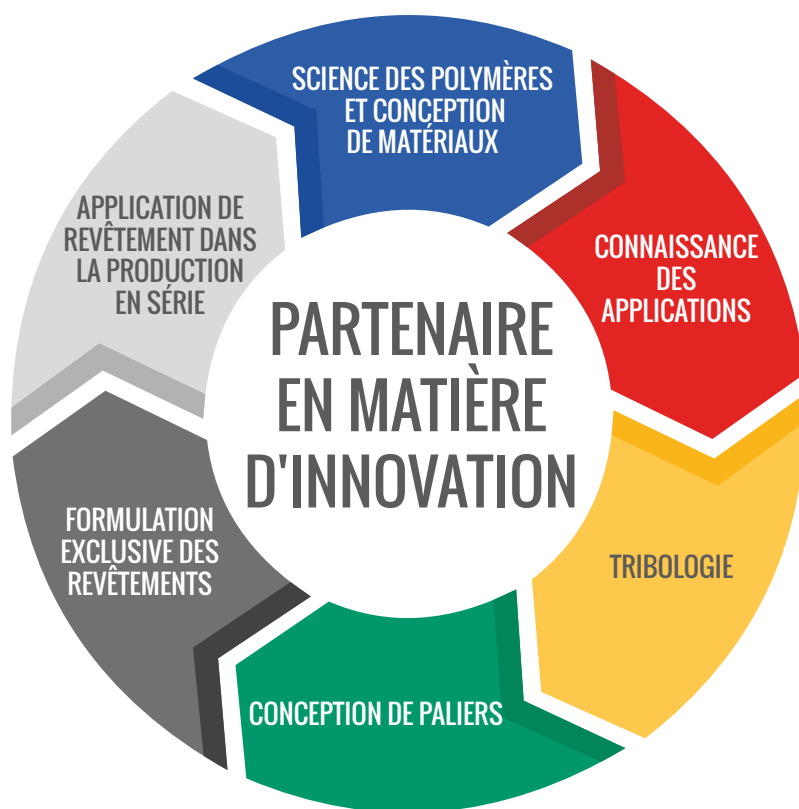 SCIENCE DES POLYMÈRES
ET CONCEPTION
DE MATÉRIAUX
CONNAISSANCE
DES
APPLICATIONS
TRIBOLOGIE
CONCEPTION DE PALIERS
FORMULATION
EXCLUSIVE DES
REVÊTEMENTS
APPLICATION DE
REVÊTEMENT DANS
LA PRODUCTION
EN SÉRIE
PARTENAIRE
EN MATIÈRE
D'INNOVATION